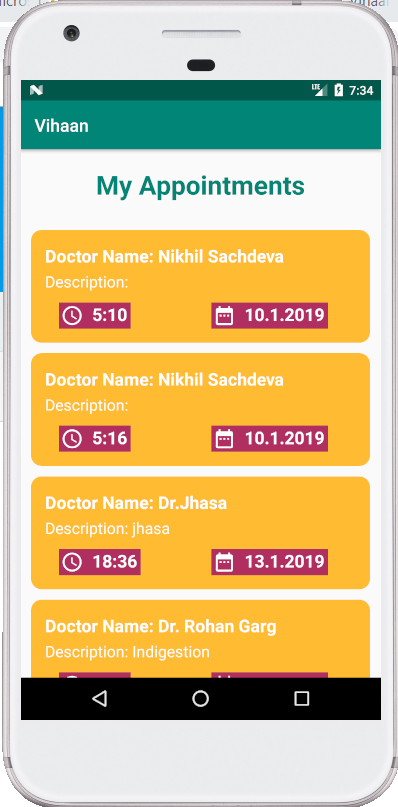 LTE 7:34
Vihaan
My Appointments
Doctor Name: Nikhil Sachdeva
Description:
5:10 10.1.2019
Doctor Name: Nikhil Sachdeva
Description:
5:16 10.1.2019
Doctor Name: Dr.Jhasa
Description: jhasa
18:36 13.1.2019
Doctor Name: Dr. Rohan Garg
Description: Indigestion